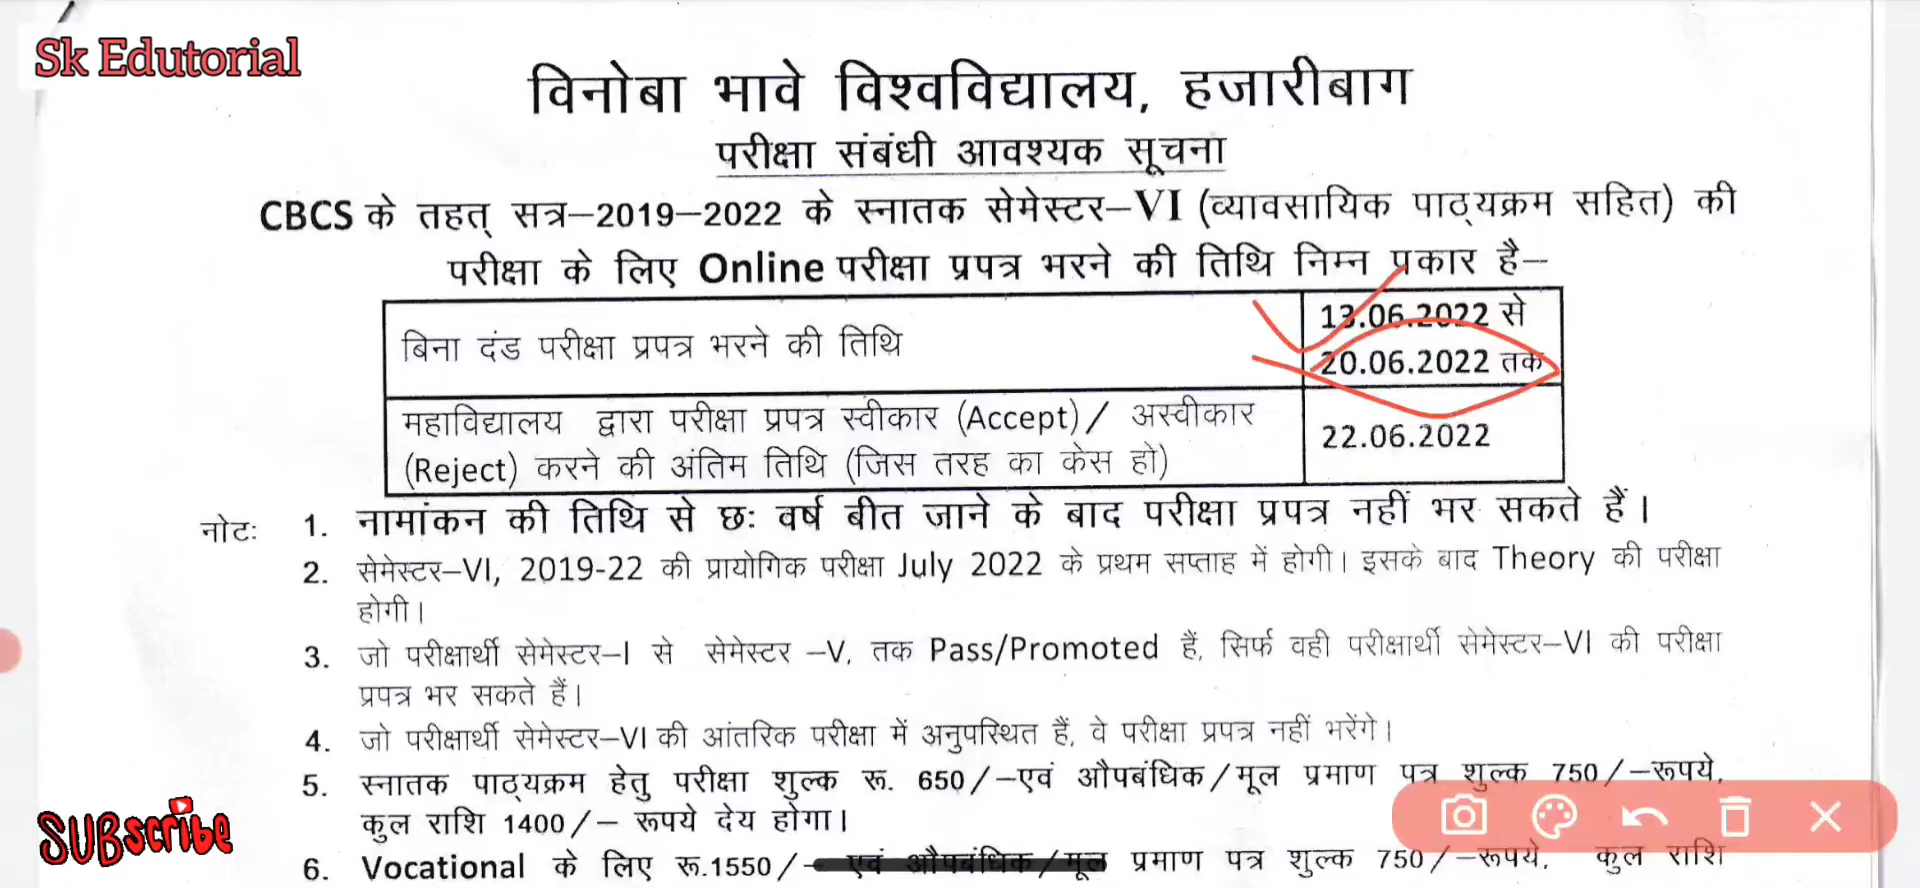 Sk Edutorial
विनोबा भावे विश्वविद्यालय, हजारीबाग
परीक्षा संबंधी आवश्यक सूचना
CBCS के तहत् सत्र–2019–2022 के स्नातक सेमेस्टर–VI (व्यावसायिक पाठ्यक्रम सहित) की
परीक्षा के लिए Online परीक्षा प्रपत्र भरने की तिथि निम्न प्रकार है–
बिना दंड परीक्षा प्रपत्र भरने की तिथि
13.06.2022 से
20.06.2022 तक
महाविद्यालय द्वारा परीक्षा प्रपत्र स्वीकार (Accept)/ अस्वीकार
(Reject) करने की अंतिम तिथि (जिस तरह का केस हो)
22.06.2022
नोटः 1. नामांकन की तिथि से छः वर्ष बीत जाने के बाद परीक्षा प्रपत्र नहीं भर सकते हैं।
2. सेमेस्टर–VI, 2019-22 की प्रायोगिक परीक्षा July 2022 के प्रथम सप्ताह में होगी। इसके बाद Theory की परीक्षा
होगी।
3. जो परीक्षार्थी सेमेस्टर–I से सेमेस्टर –V, तक Pass/Promoted हैं, सिर्फ वही परीक्षार्थी सेमेस्टर–VI की परीक्षा
प्रपत्र भर सकते हैं।
4. जो परीक्षार्थी सेमेस्टर–VI की आंतरिक परीक्षा में अनुपस्थित हैं, वे परीक्षा प्रपत्र नहीं भरेंगे।
5. स्नातक पाठ्यक्रम हेतु परीक्षा शुल्क रू. 650/–एवं औपबंधिक/मूल प्रमाण पत्र शुल्क 750/–रूपये,
कुल राशि 1400/– रूपये देय होगा।
6. Vocational के लिए रू.1550/– एवं औपबंधिक/मूल प्रमाण पत्र शुल्क 750/–रूपये, कुल राशि
SUBscribe